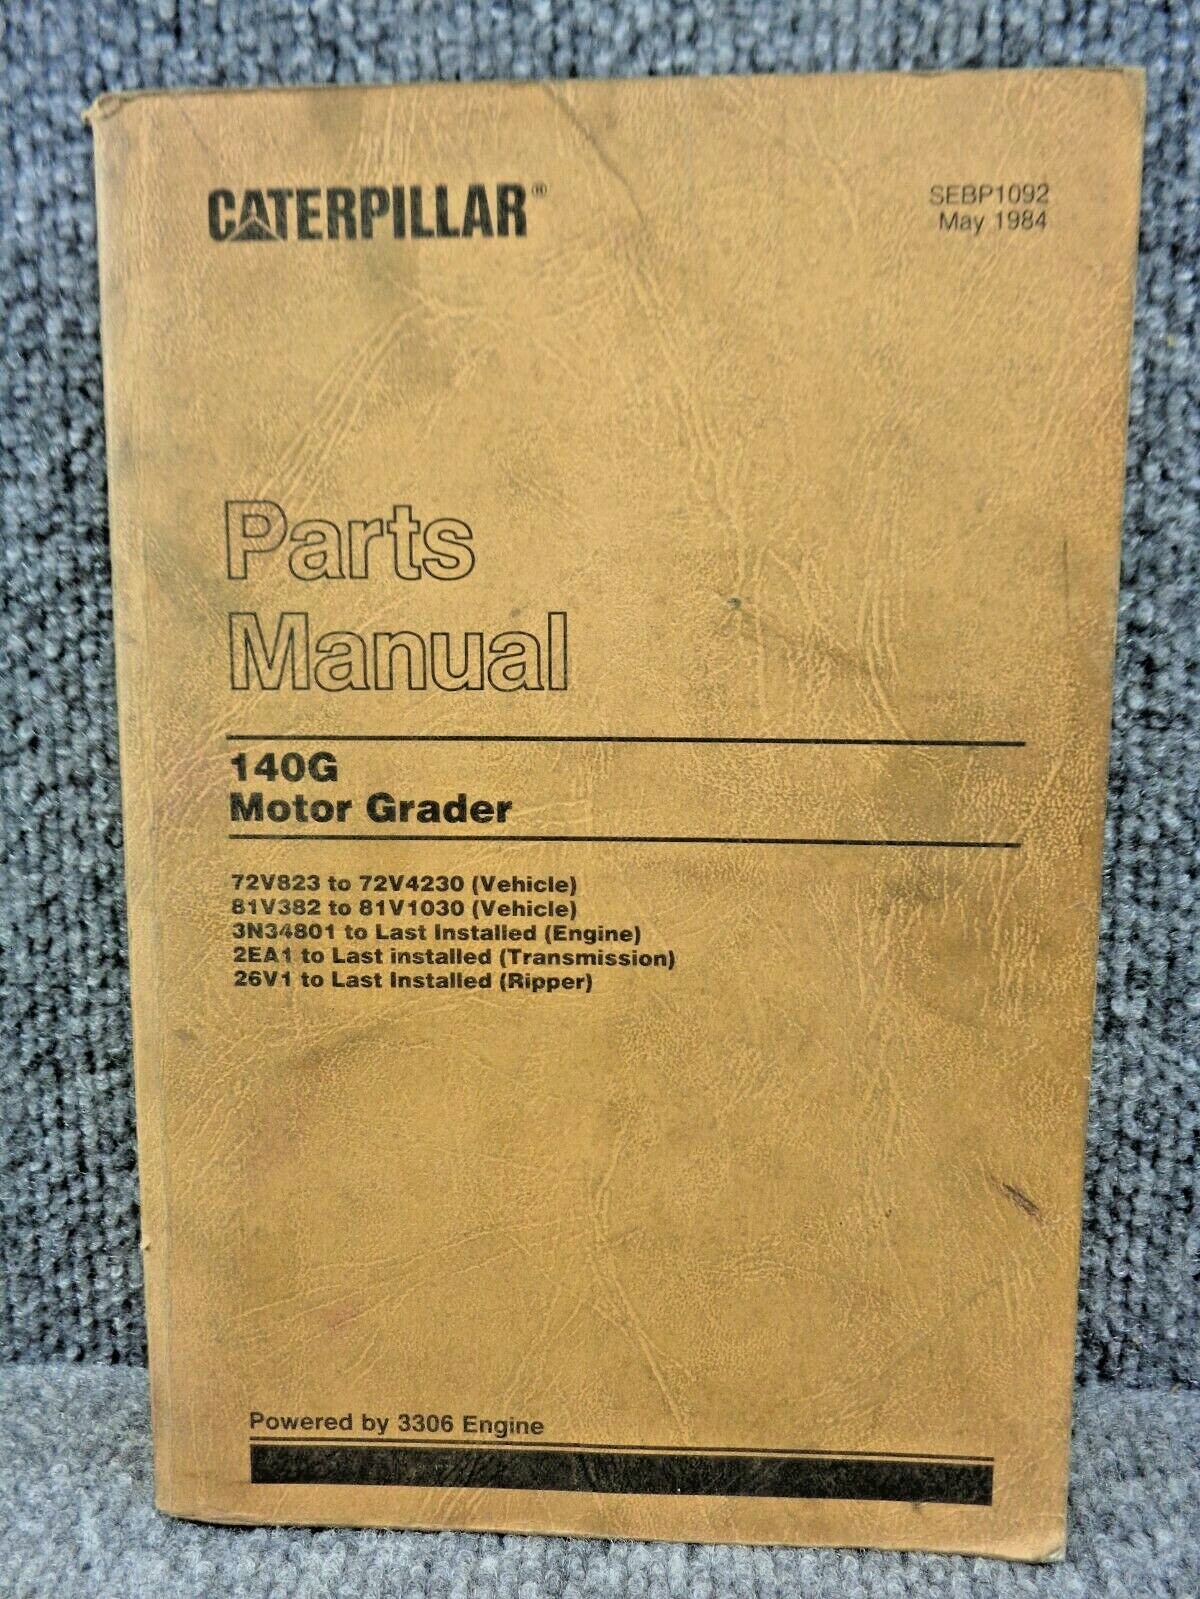 CATERPILLAR®
SEBP1092
May 1984
Parts
Manual
140G
Motor Grader
72V823 to 72V4230 (Vehicle)
81V382 to 81V1030 (Vehicle)
3N34801 to Last Installed (Engine)
2EA1 to Last installed (Transmission)
26V1 to Last Installed (Ripper)
Powered by 3306 Engine